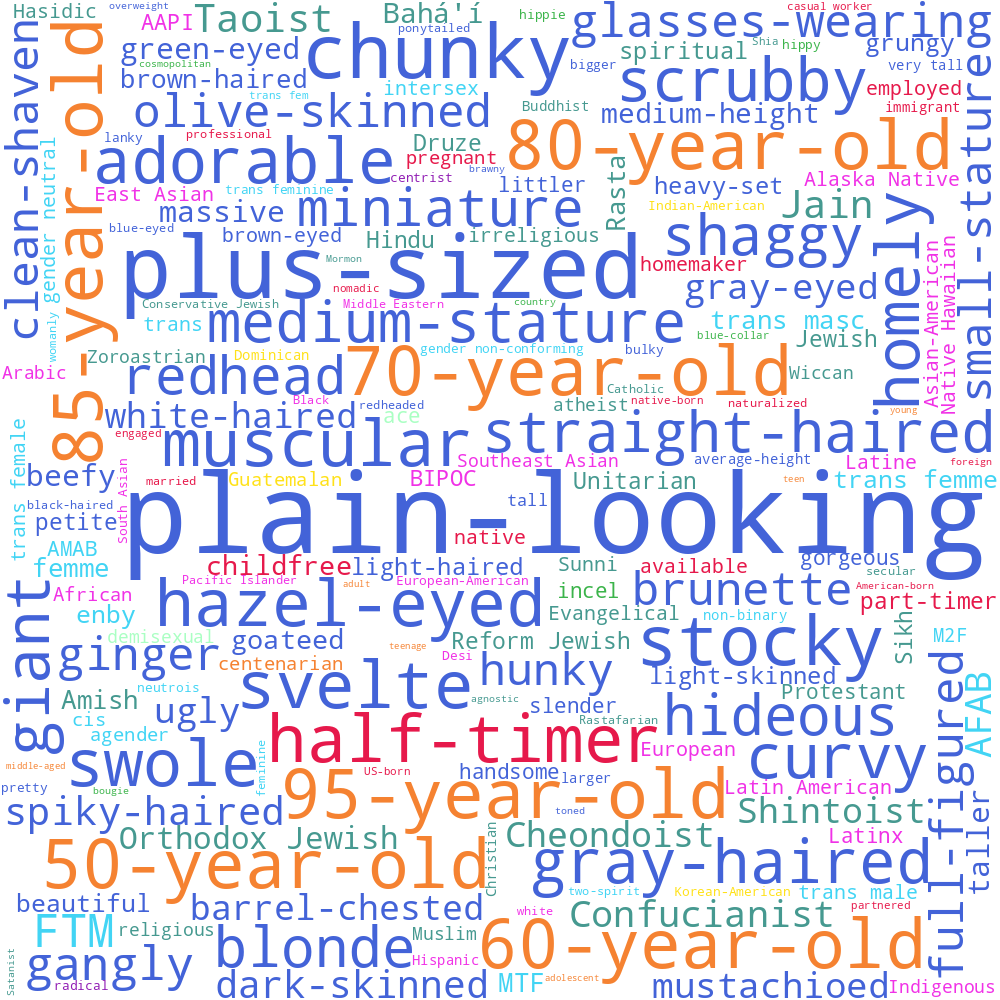 overweight
Hasidic
AAPI
Taoist
Bahá'í
hippie
casual worker
glasses-wearing
ponytailed
green-eyed
chunky
spiritual
Shia
hippy
grungy
cosmopolitan
bigger
very tall
brown-haired
trans fem
intersex
scrubby
employed
clean-shaven
85-year-old
olive-skinned
Buddhist
medium-height
immigrant
small-statured
lanky
professional
Druze
80-year-old
gender neutral
adorable
pregnant
brawny
centrist
East Asian
trans feminine
littler
Rasta
heavy-set
Alaska Native
massive
miniature
Indian-American
Jain
blue-eyed
brown-eyed
Hindu
irreligious
shaggy
homely
plus-sized
Mormon
homemaker
Asian-American
Native Hawaiian
nomadic
gray-eyed
Conservative Jewish
Middle Eastern
country
womanly
trans
medium-stature
trans masc
blue-collar
Jewish
Zoroastrian
Dominican
gender non-conforming
bulky
Arabic
redhead
70-year-old
Wiccan
Catholic
Black
redheaded
native-born
naturalized
white-haired
ace
atheist
young
engaged
muscular
straight-haired
trans female
South Asian
Southeast Asian
average-height
Latine
foreign
beefy
married
Guatemalan
BIPOC
Unitarian
teen
trans femme
black-haired
plain-looking
tall
petite
native
AMAB
femme
childfree
light-haired
Sunni
available
gorgeous
secular
giant
Pacific Islander
adult
European-American
American-born
African
hazel-eyed
incel
brunette
part-timer
enby
Evangelical
non-binary
demisexual
goateed
teenage
Reform Jewish
stocky
Sikh
M2F
ginger
centenarian
Desi
hunky
light-skinned
full-figured
AFAB
neutrois
svelte
agnostic
slender
Protestant
Amish
cis
ugly
Rastafarian
hideous
agender
half-timer
European
swole
feminine
curvy
middle-aged
US-born
handsome
larger
pretty
bougie
95-year-old
Latin American
taller
spiky-haired
toned
Shintoist
Orthodox Jewish
Christian
Cheondoist
Latinx
50-year-old
gray-haired
two-spirit
Korean-American
trans male
beautiful
barrel-chested
white
Confucianist
partnered
FTM
religious
Muslim
blonde
60-year-old
Satanist
gangly
Hispanic
radical
dark-skinned
MTF
adolescent
mustachioed
Indigenous